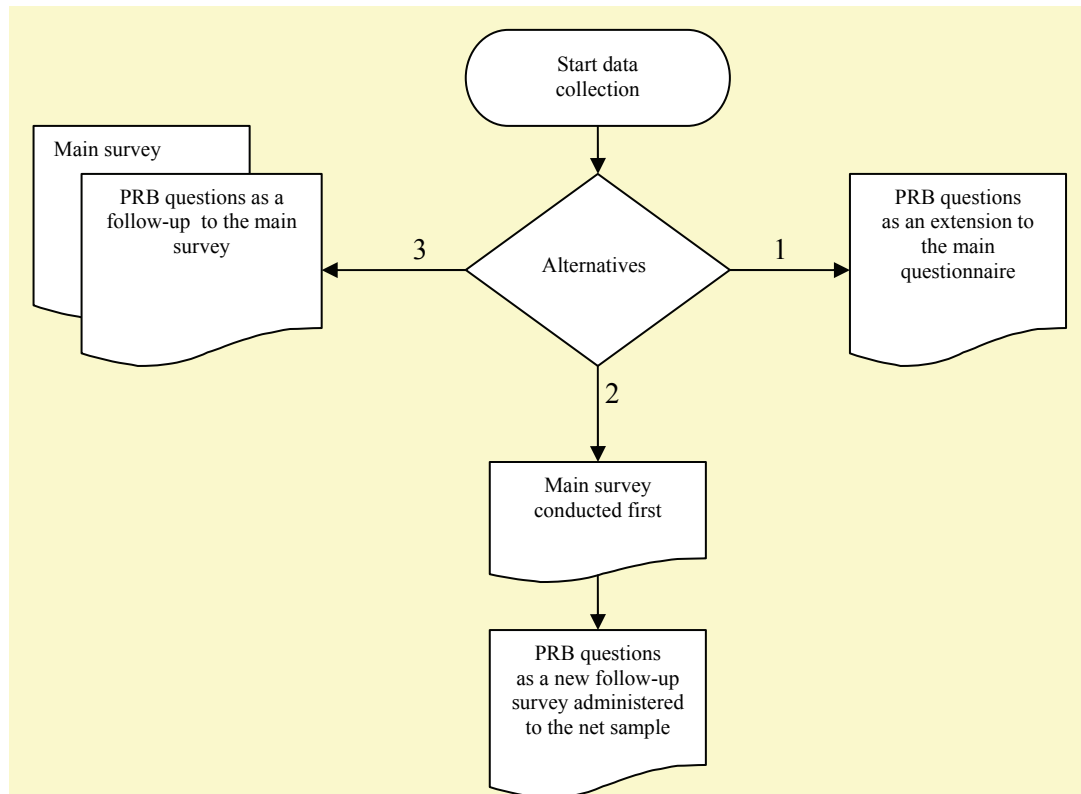 Start data
collection
Main survey
PRB questions as a
follow-up to the main
survey
3
Alternatives
1
PRB questions
as an extension to
the main
questionnaire
2
Main survey
conducted first
PRB questions
as a new follow-up
survey administered
to the net sample